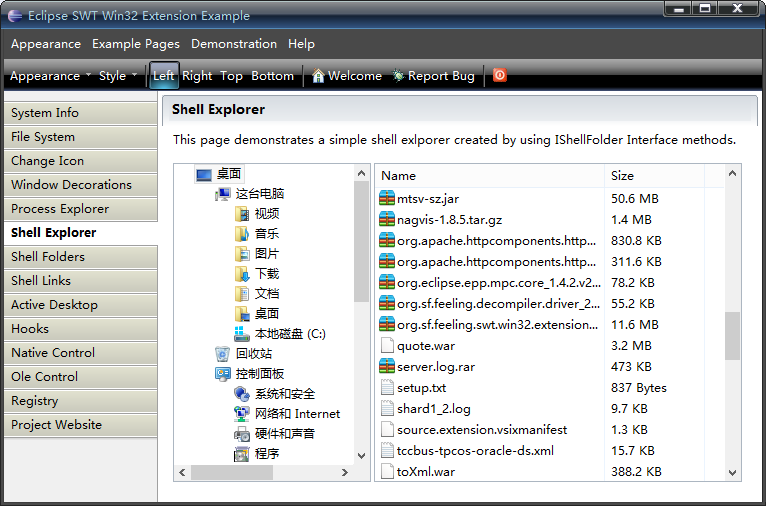 Eclipse SWT Win32 Extension Example
Appearance Example Pages Demonstration Help
Appearance Style Left Right Top Bottom Welcome Report Bug
System Info
File System
Change Icon
Window Decorations
Process Explorer
Shell Explorer
Shell Folders
Shell Links
Active Desktop
Hooks
Native Control
Ole Control
Registry
Project Website
Shell Explorer
This page demonstrates a simple shell exlporer created by using IShellFolder Interface methods.
桌面
这台电脑
视频
音乐
图片
下载
文档
桌面
本地磁盘 (C:)
回收站
控制面板
系统和安全
网络和 Internet
硬件和声音
程序
Name Size
mtsv-sz.jar 50.6 MB
nagvis-1.8.5.tar.gz 1.4 MB
org.apache.httpcomponents.http... 830.8 KB
org.apache.httpcomponents.http... 311.6 KB
org.eclipse.epp.mpc.core_1.4.2.v2... 78.2 KB
org.sf.feeling.decompiler.driver_2... 55.2 KB
org.sf.feeling.swt.win32.extension... 11.6 MB
quote.war 3.2 MB
server.log.rar 473 KB
setup.txt 837 Bytes
shard1_2.log 9.7 KB
source.extension.vsixmanifest 1.3 KB
tccbus-tpcos-oracle-ds.xml 15.7 KB
toXml.war 388.2 KB